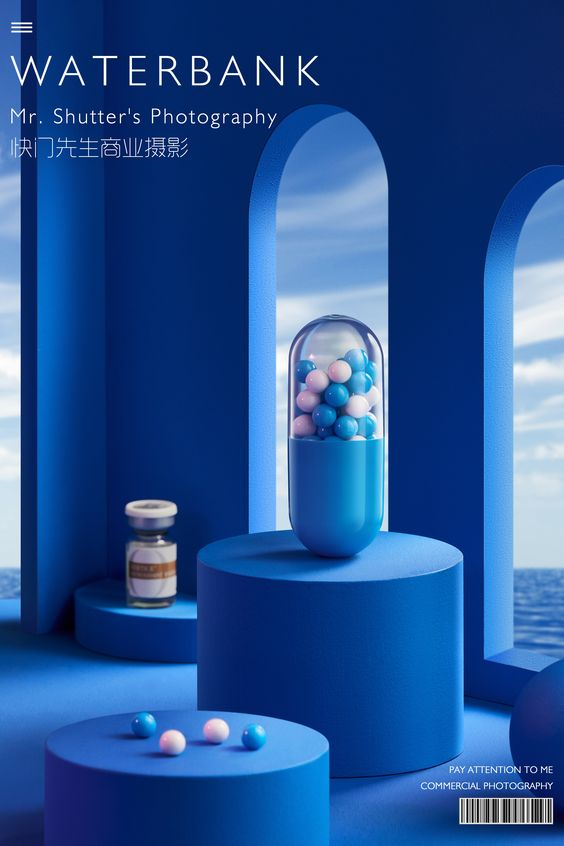 WATERBANK
Mr. Shutter's Photography
快门先生商业摄影
PAY ATTENTION TO ME
COMMERCIAL PHOTOGRAPHY